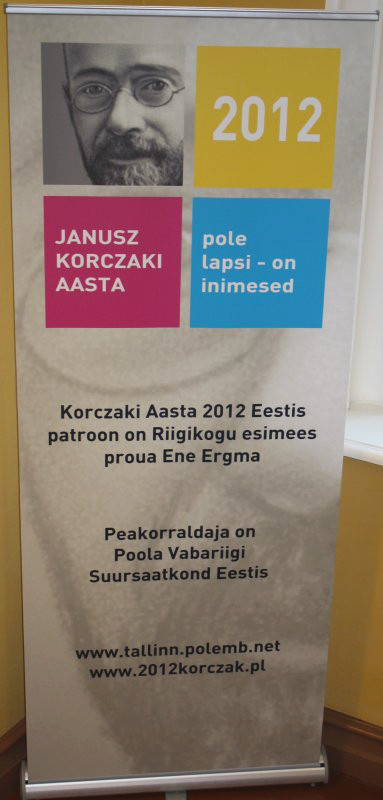 2012
JANUSZ
KORCZAKI
AASTA
pole
lapsi - on
inimesed
Korczaki Aasta 2012 Eestis
patroon on Riigikogu esimees
proua Ene Ergma
Peakorraldaja on
Poola Vabariigi
Suursaatkond Eestis
www.tallinn.polemb.net
www.2012korczak.pl